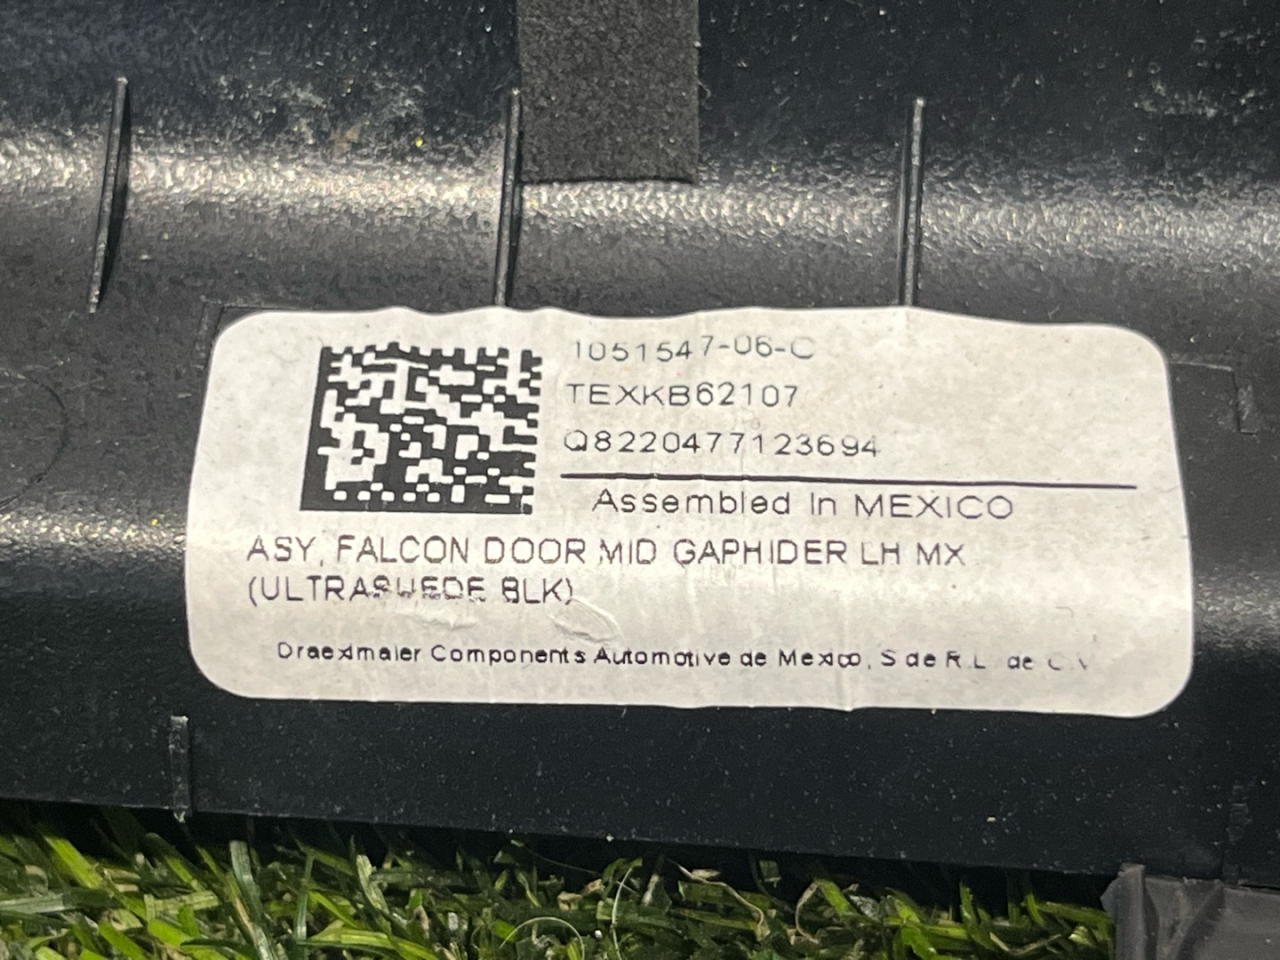 1051547-06-C
TEXKB62107
Q8220477123694
Assembled In MEXICO
ASY, FALCON DOOR MID GAPHIDER LH MX
(ULTRASUEDE BLK)
Draexlmaier Components Automotive de Mexico, S de R.L. de C.V